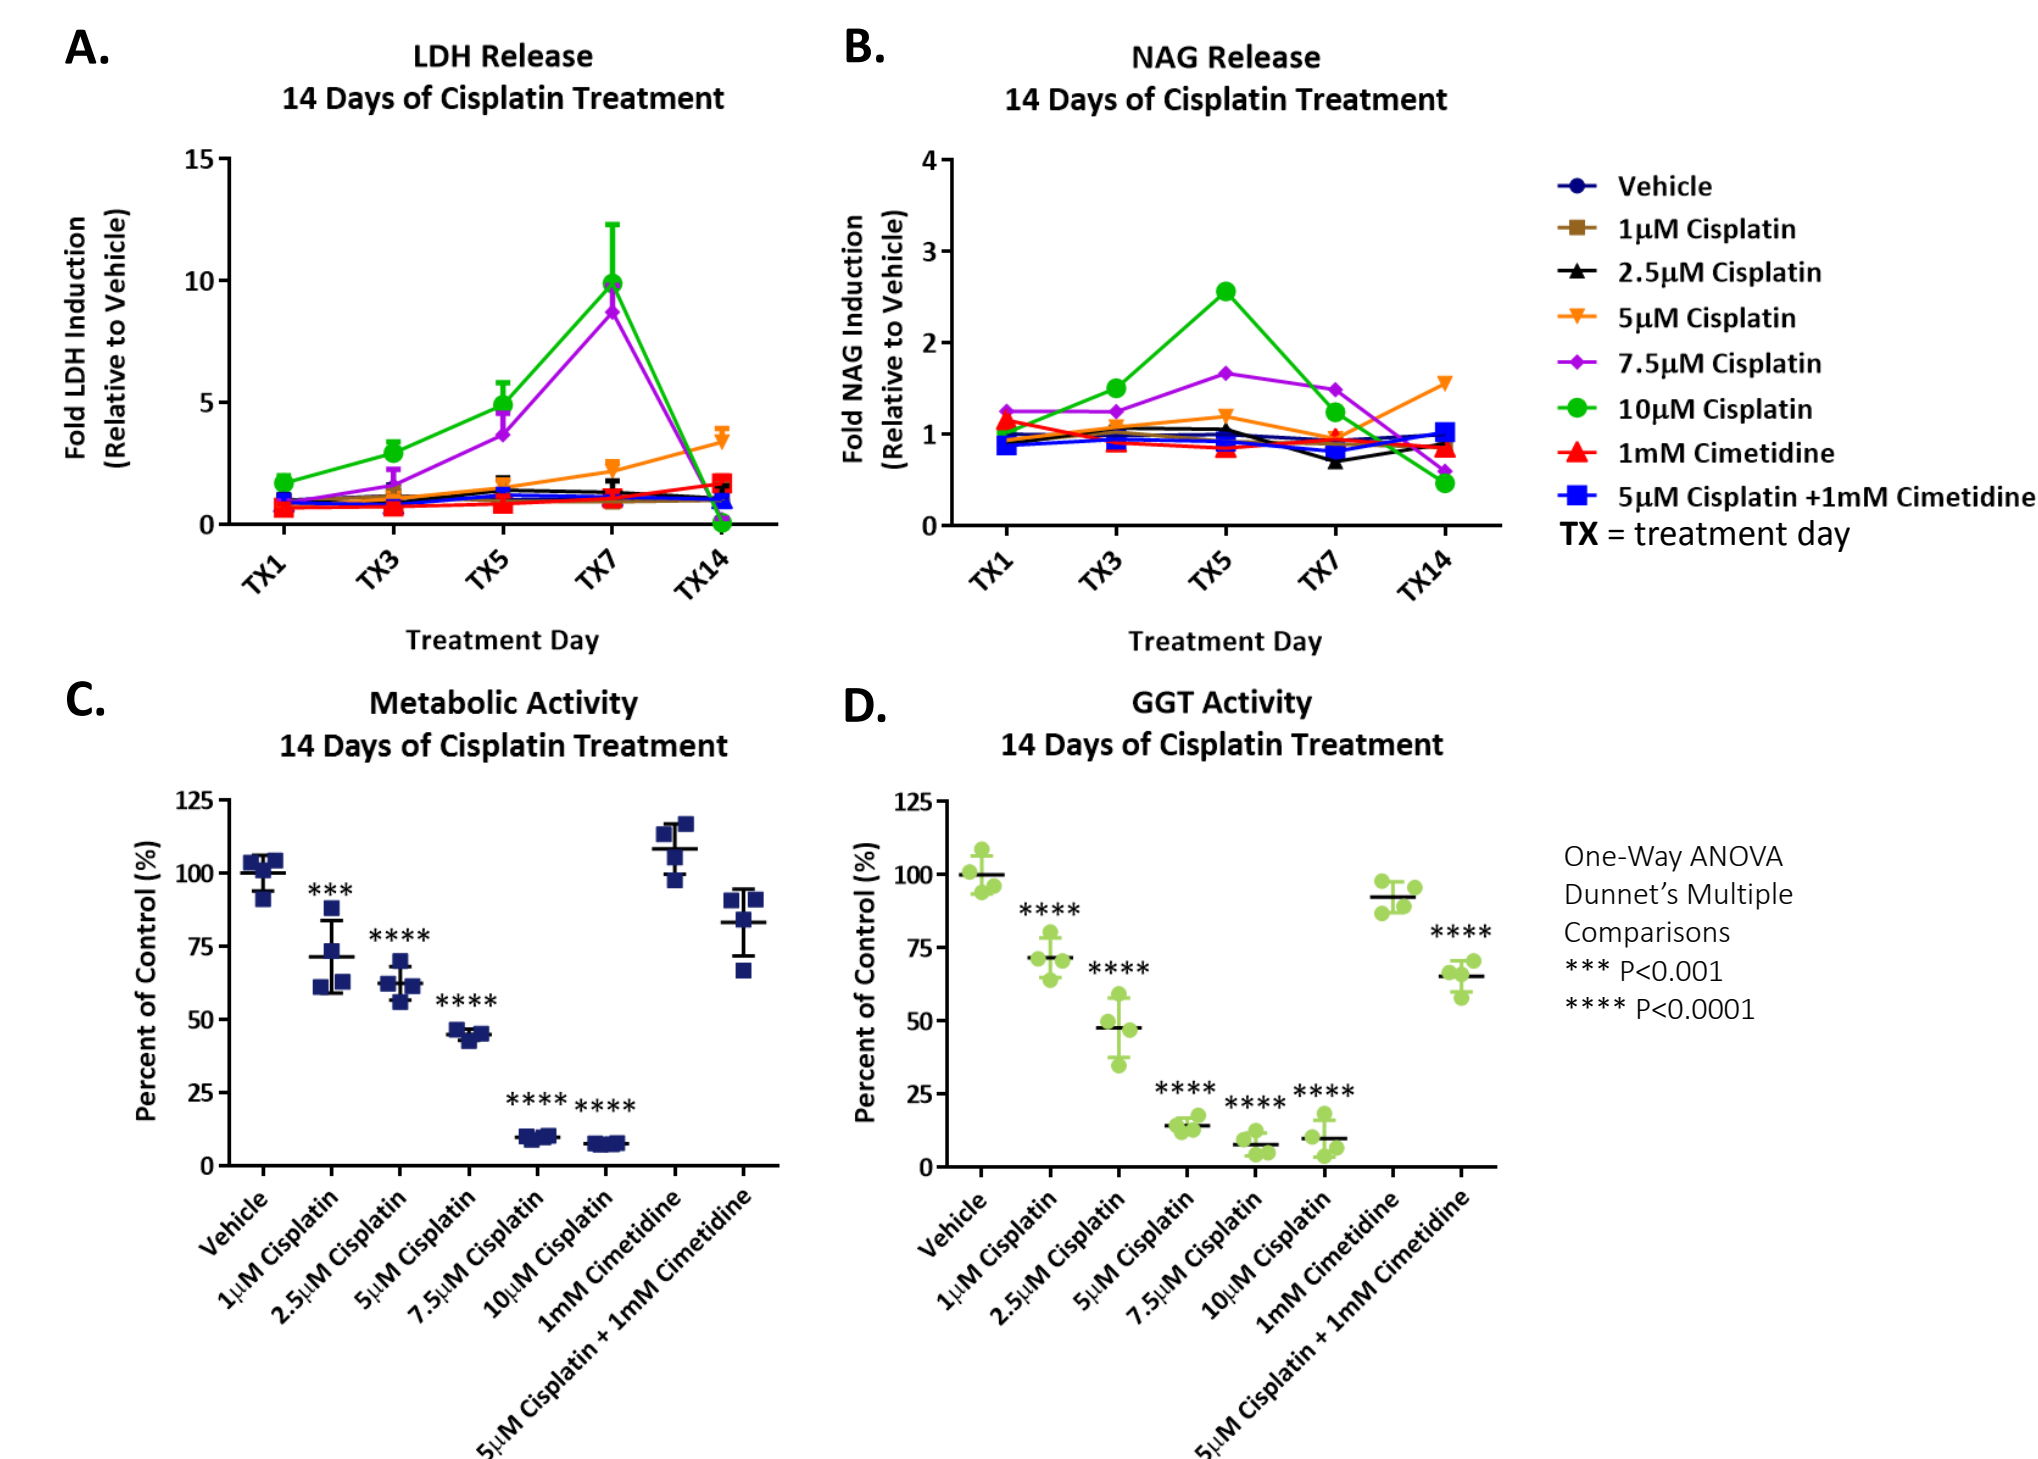 A.
LDH Release
14 Days of Cisplatin Treatment
Fold LDH Induction
(Relative to Vehicle)
15
10
5
0
TX1
TX3
TX5
TX7
TX14
Treatment Day
B.
NAG Release
14 Days of Cisplatin Treatment
Fold NAG Induction
(Relative to Vehicle)
4
3
2
1
0
TX1
TX3
TX5
TX7
TX14
Treatment Day
Vehicle
1μM Cisplatin
2.5μM Cisplatin
5μM Cisplatin
7.5μM Cisplatin
10μM Cisplatin
1mM Cimetidine
5μM Cisplatin +1mM Cimetidine
TX = treatment day
C.
Metabolic Activity
14 Days of Cisplatin Treatment
Percent of Control (%)
125
100
75
50
25
0
***
****
****
****
****
Vehicle
1μM Cisplatin
2.5μM Cisplatin
5μM Cisplatin
7.5μM Cisplatin
10μM Cisplatin
1mM Cimetidine
5μM Cisplatin + 1mM Cimetidine
D.
GGT Activity
14 Days of Cisplatin Treatment
Percent of Control (%)
125
100
75
50
25
0
****
****
****
****
****
****
Vehicle
1μM Cisplatin
2.5μM Cisplatin
5μM Cisplatin
7.5μM Cisplatin
10μM Cisplatin
1mM Cimetidine
5μM Cisplatin + 1mM Cimetidine
One-Way ANOVA
Dunnet’s Multiple
Comparisons
*** P<0.001
**** P<0.0001